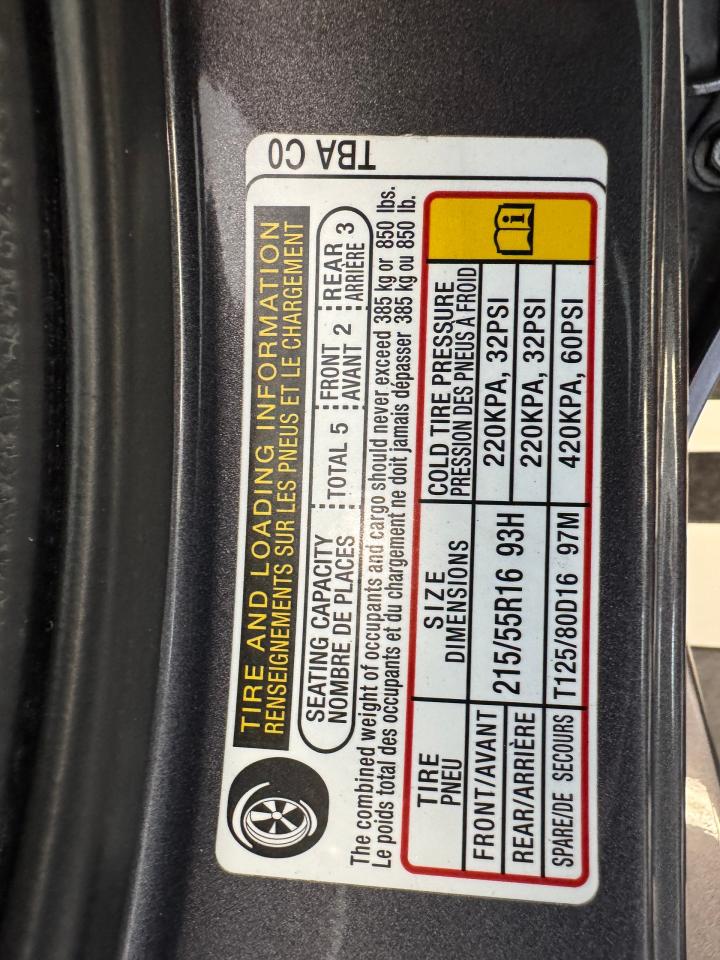 TBA C0
TIRE AND LOADING INFORMATION
RENSEIGNEMENTS SUR LES PNEUS ET LE CHARGEMENT
SEATING CAPACITY
NOMBRE DE PLACES
TOTAL 5
FRONT
AVANT 2
REAR
ARRIÈRE 3
The combined weight of occupants and cargo should never exceed 385 kg or 850 lbs.
Le poids total des occupants et du chargement ne doit jamais dépasser 385 kg ou 850 lb.
TIRE
PNEU
SIZE
DIMENSIONS
COLD TIRE PRESSURE
PRESSION DES PNEUS À FROID
FRONT/AVANT
215/55R16 93H
220KPA, 32PSI
REAR/ARRIÈRE
220KPA, 32PSI
SPARE/DE SECOURS
T125/80D16 97M
420KPA, 60PSI